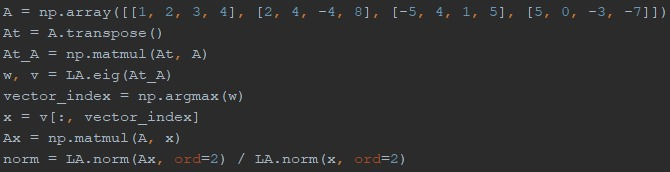 A = np.array([[1, 2, 3, 4], [2, 4, -4, 8], [-5, 4, 1, 5], [5, 0, -3, -7]])
At = A.transpose()
At_A = np.matmul(At, A)
w, v = LA.eig(At_A)
vector_index = np.argmax(w)
x = v[:, vector_index]
Ax = np.matmul(A, x)
norm = LA.norm(Ax, ord=2) / LA.norm(x, ord=2)